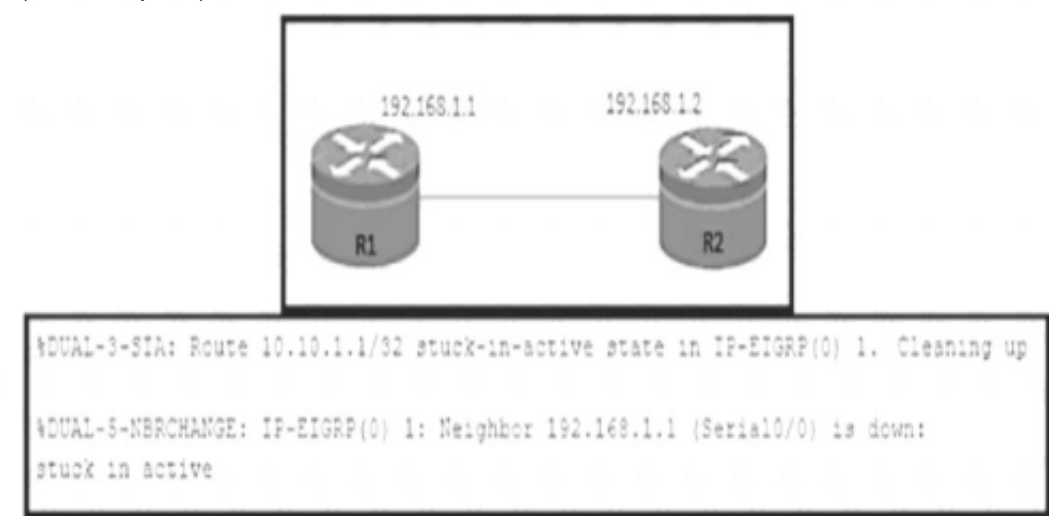 192.168.1.1
192.168.1.2
R1
R2
%DUAL-3-SIA: Route 10.10.1.1/32 stuck-in-active state in IP-EIGRP(0) 1. Cleaning up
%DUAL-5-NBRCHANGE: IP-EIGRP(0) 1: Neighbor 192.168.1.1 (Serial0/0) is down:
stuck in active